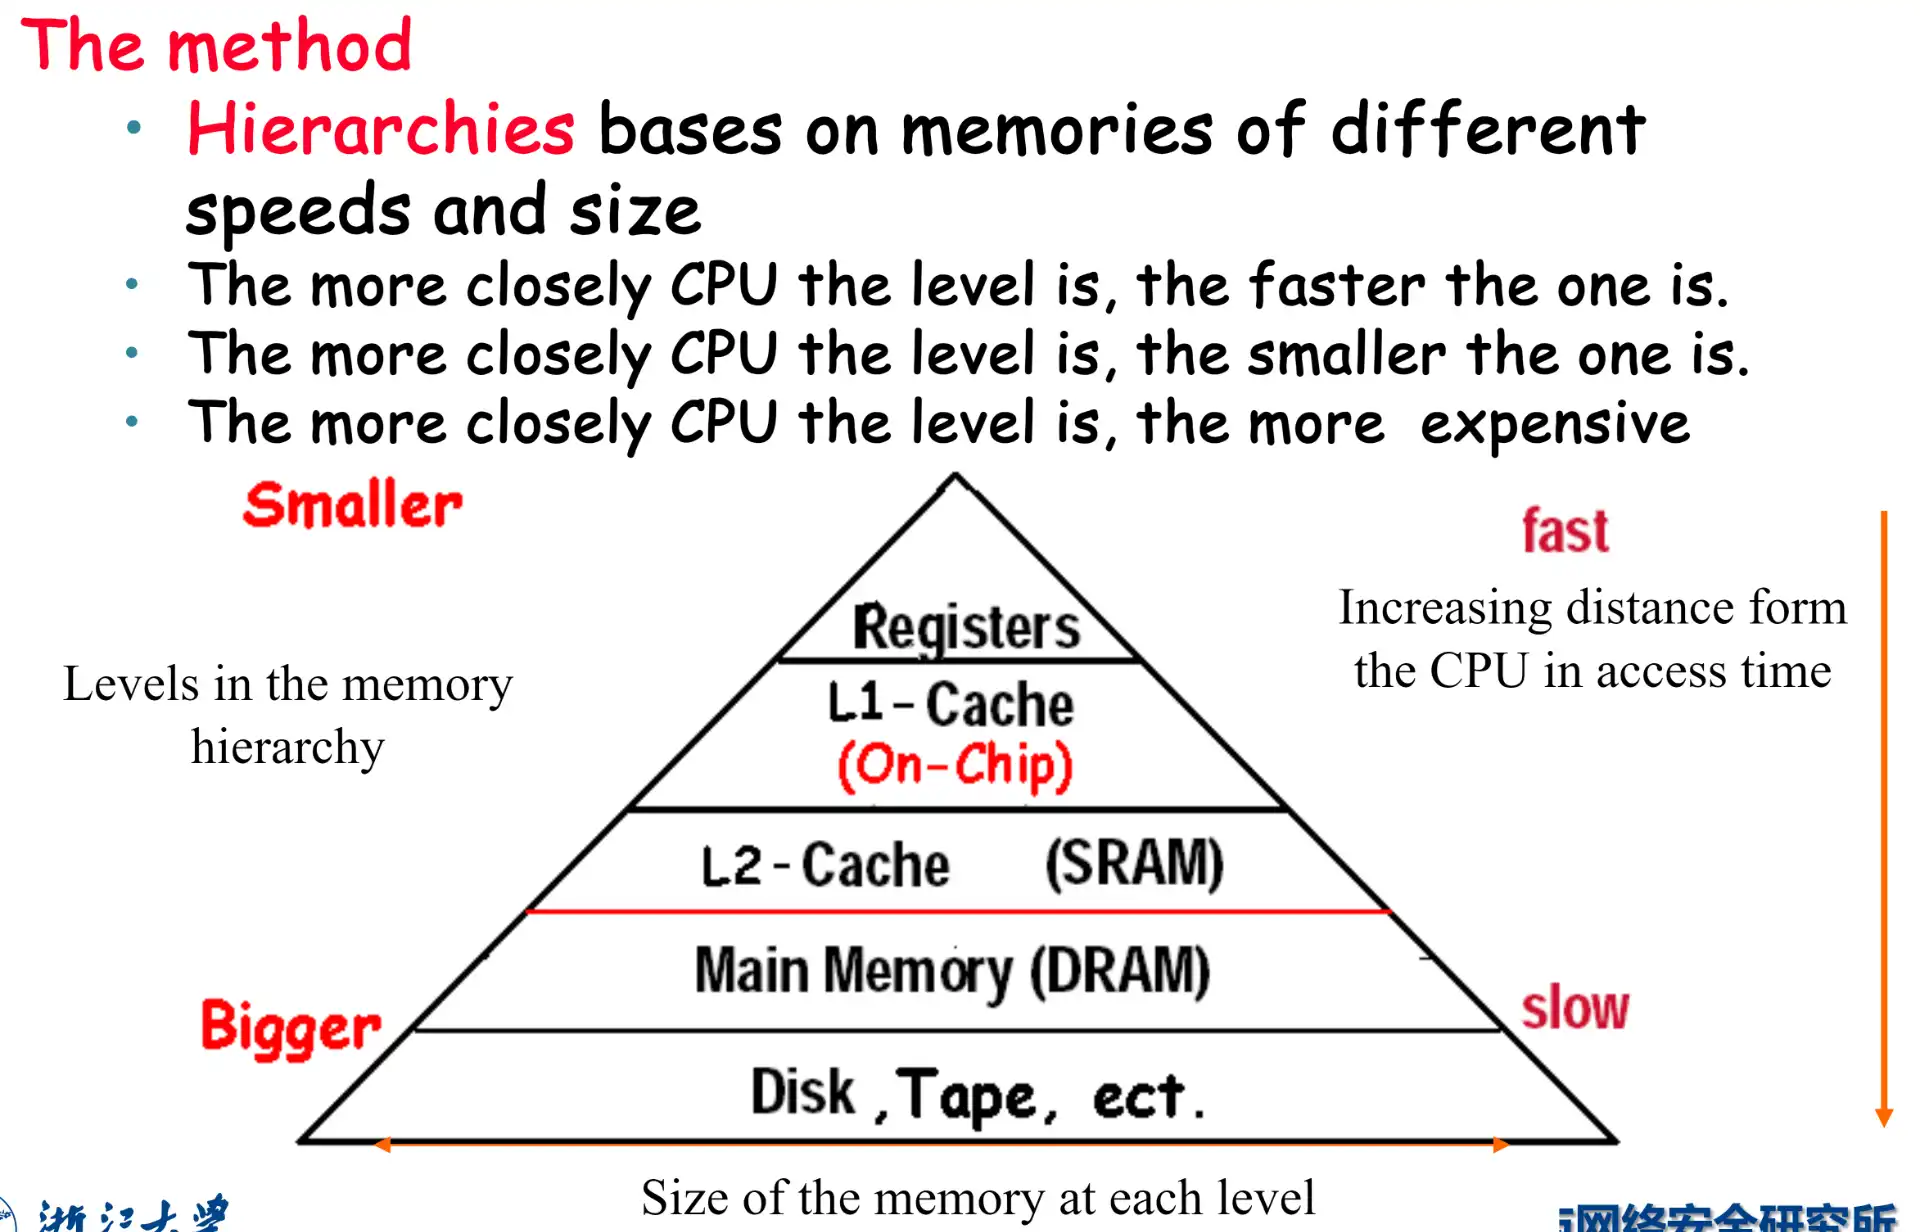 The method
• Hierarchies bases on memories of different
speeds and size
• The more closely CPU the level is, the faster the one is.
• The more closely CPU the level is, the smaller the one is.
• The more closely CPU the level is, the more expensive
Smaller
fast
Increasing distance form
the CPU in access time
Levels in the memory
hierarchy
Registers
L1-Cache
(On-Chip)
L2-Cache (SRAM)
Main Memory (DRAM)
Bigger
slow
Disk ,Tape, ect.
Size of the memory at each level
浙江大学
网络安全研究所